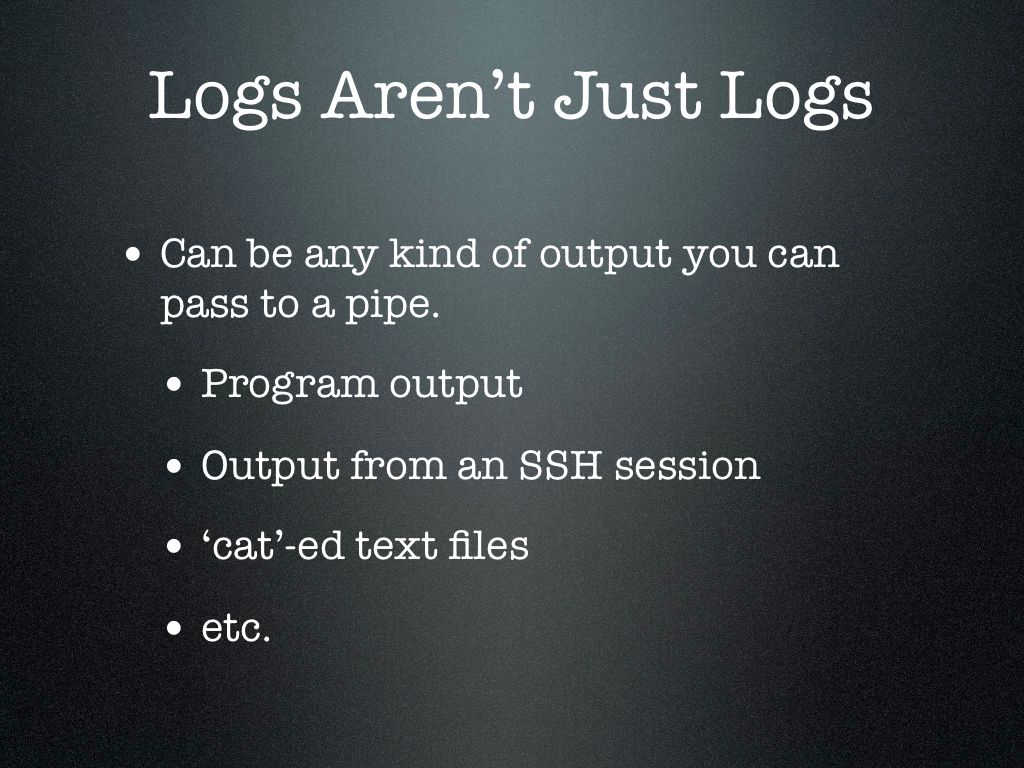 Logs Aren’t Just Logs
• Can be any kind of output you can
pass to a pipe.
• Program output
• Output from an SSH session
• ‘cat’-ed text files
• etc.